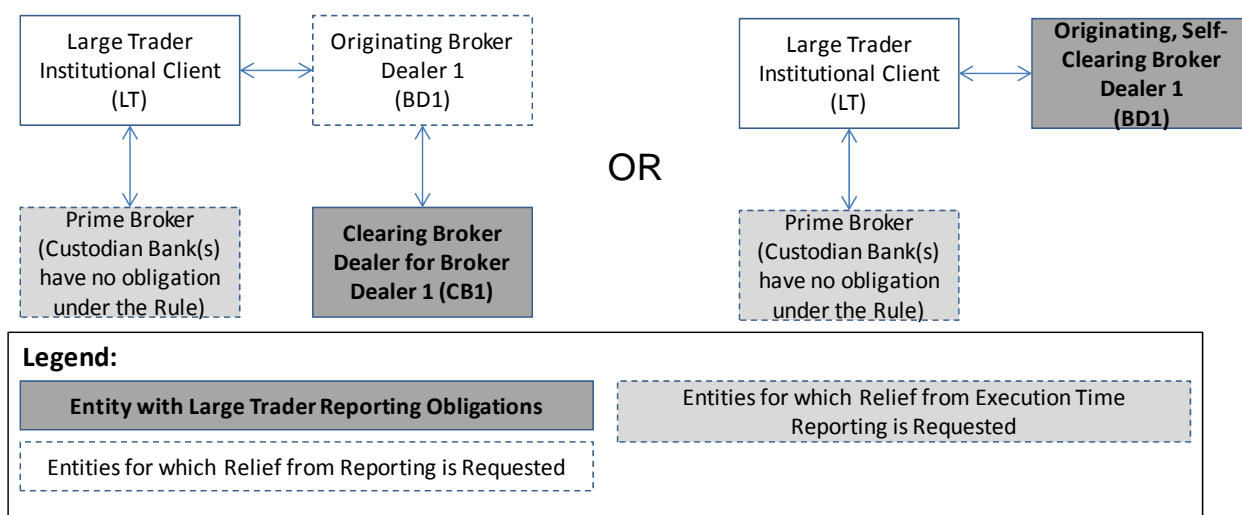 Large Trader
Institutional Client
(LT)
Originating Broker
Dealer 1
(BD1)
Prime Broker
(Custodian Bank(s)
have no obligation
under the Rule)
Clearing Broker
Dealer for Broker
Dealer 1 (CB1)
OR
Large Trader
Institutional Client
(LT)
Originating, Self-
Clearing Broker
Dealer 1
(BD1)
Prime Broker
(Custodian Bank(s)
have no obligation
under the Rule)
Legend:
Entity with Large Trader Reporting Obligations
Entities for which Relief from Execution Time
Reporting is Requested
Entities for which Relief from Reporting is Requested